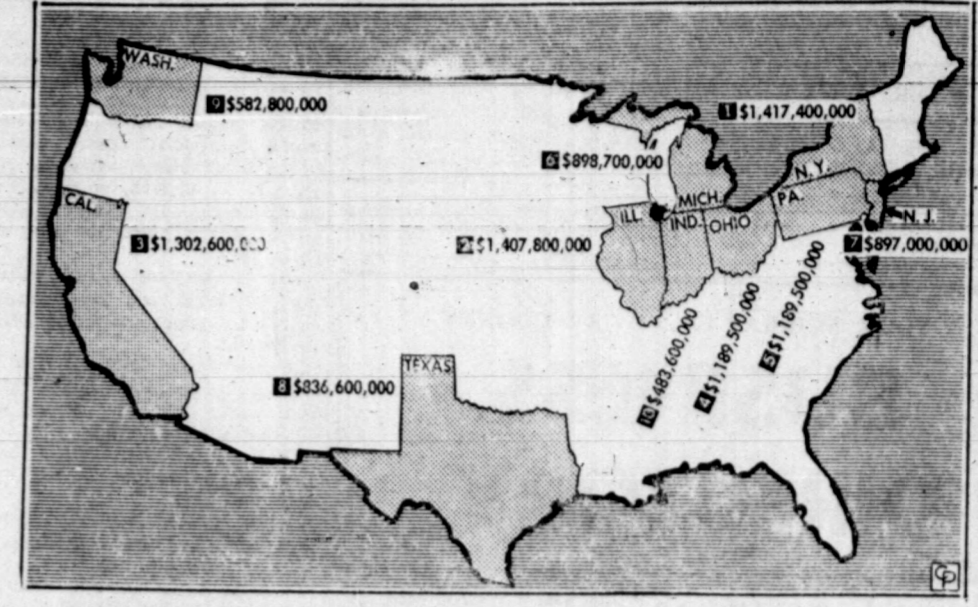 WASH.
9 $582,800,000
1 $1,417,400,000
6 $898,700,000
N.Y.
MICH.
PA.
CAL.
ILL.
IND.
OHIO
N. J.
3 $1,302,600,000
2 $1,407,800,000
7 $897,000,000
TEXAS
8 $836,600,000
10 $483,600,000
4 $1,189,500,000
5 $1,189,500,000
CP